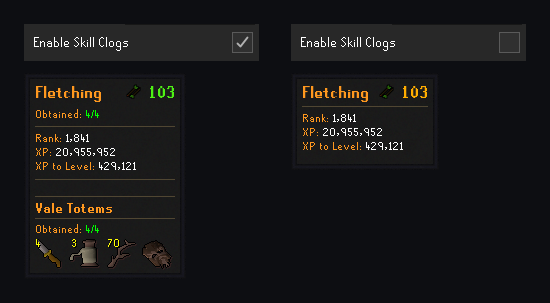 Enable Skill Clogs
Fletching 103
Obtained: 4/4
Rank: 1,841
XP: 20,955,952
XP to Level: 429,121
Vale Totems
Obtained: 4/4
4 3 70
Enable Skill Clogs
Fletching 103
Rank: 1,841
XP: 20,955,952
XP to Level: 429,121